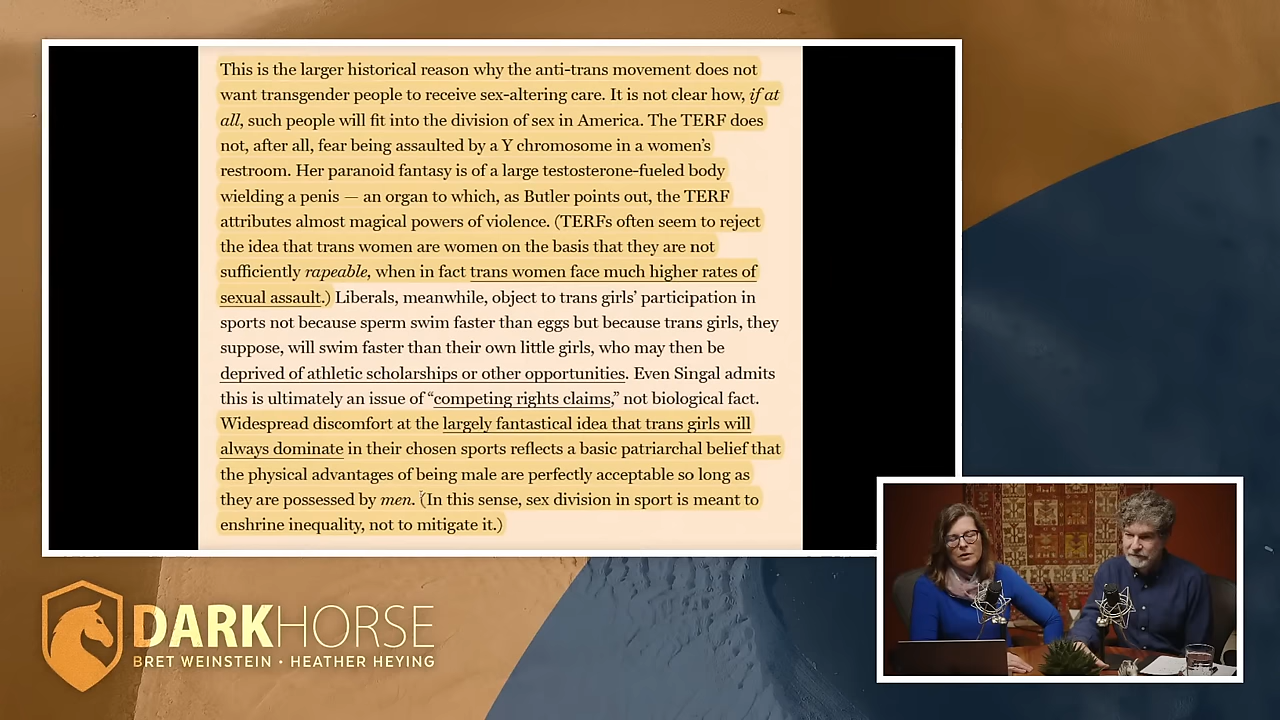 This is the larger historical reason why the anti-trans movement does not
want transgender people to receive sex-altering care. It is not clear how, if at
all, such people will fit into the division of sex in America. The TERF does
not, after all, fear being assaulted by a Y chromosome in a women’s
restroom. Her paranoid fantasy is of a large testosterone-fueled body
wielding a penis — an organ to which, as Butler points out, the TERF
attributes almost magical powers of violence. (TERFs often seem to reject
the idea that trans women are women on the basis that they are not
sufficiently rapeable, when in fact trans women face much higher rates of
sexual assault.) Liberals, meanwhile, object to trans girls’ participation in
sports not because sperm swim faster than eggs but because trans girls, they
suppose, will swim faster than their own little girls, who may then be
deprived of athletic scholarships or other opportunities. Even Singal admits
this is ultimately an issue of “competing rights claims,” not biological fact.
Widespread discomfort at the largely fantastical idea that trans girls will
always dominate in their chosen sports reflects a basic patriarchal belief that
the physical advantages of being male are perfectly acceptable so long as
they are possessed by men. (In this sense, sex division in sport is meant to
enshrine inequality, not to mitigate it.)
DARKHORSE
BRET WEINSTEIN • HEATHER HEYING